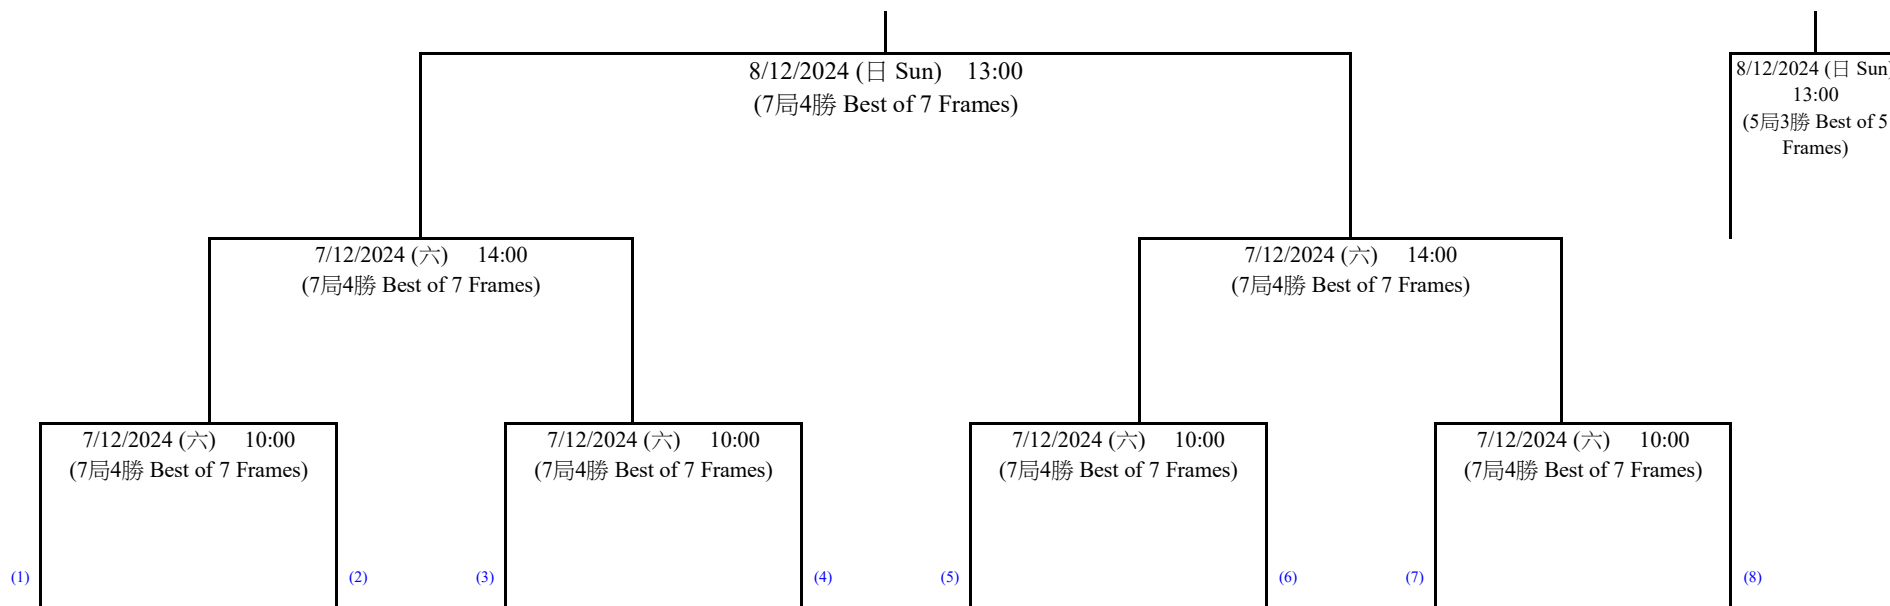 8/12/2024 (日 Sun) 13:00
(7局4勝 Best of 7 Frames)
8/12/2024 (日 Sun)
13:00
(5局3勝 Best of 5
Frames)
7/12/2024 (六) 14:00
(7局4勝 Best of 7 Frames)
7/12/2024 (六) 14:00
(7局4勝 Best of 7 Frames)
7/12/2024 (六) 10:00
(7局4勝 Best of 7 Frames)
7/12/2024 (六) 10:00
(7局4勝 Best of 7 Frames)
7/12/2024 (六) 10:00
(7局4勝 Best of 7 Frames)
7/12/2024 (六) 10:00
(7局4勝 Best of 7 Frames)
(1)
(2)
(3)
(4)
(5)
(6)
(7)
(8)